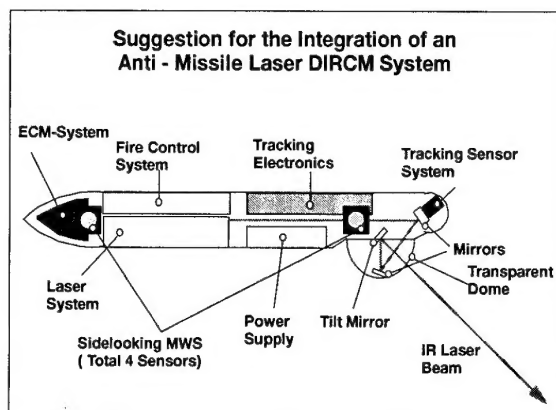 Suggestion for the Integration of an
Anti - Missile Laser DIRCM System
ECM-System
Fire Control
System
Tracking
Electronics
Tracking Sensor
System
Mirrors
Transparent
Dome
Laser
System
Power
Supply
Tilt Mirror
Sidelooking MWS
( Total 4 Sensors)
IR Laser
Beam